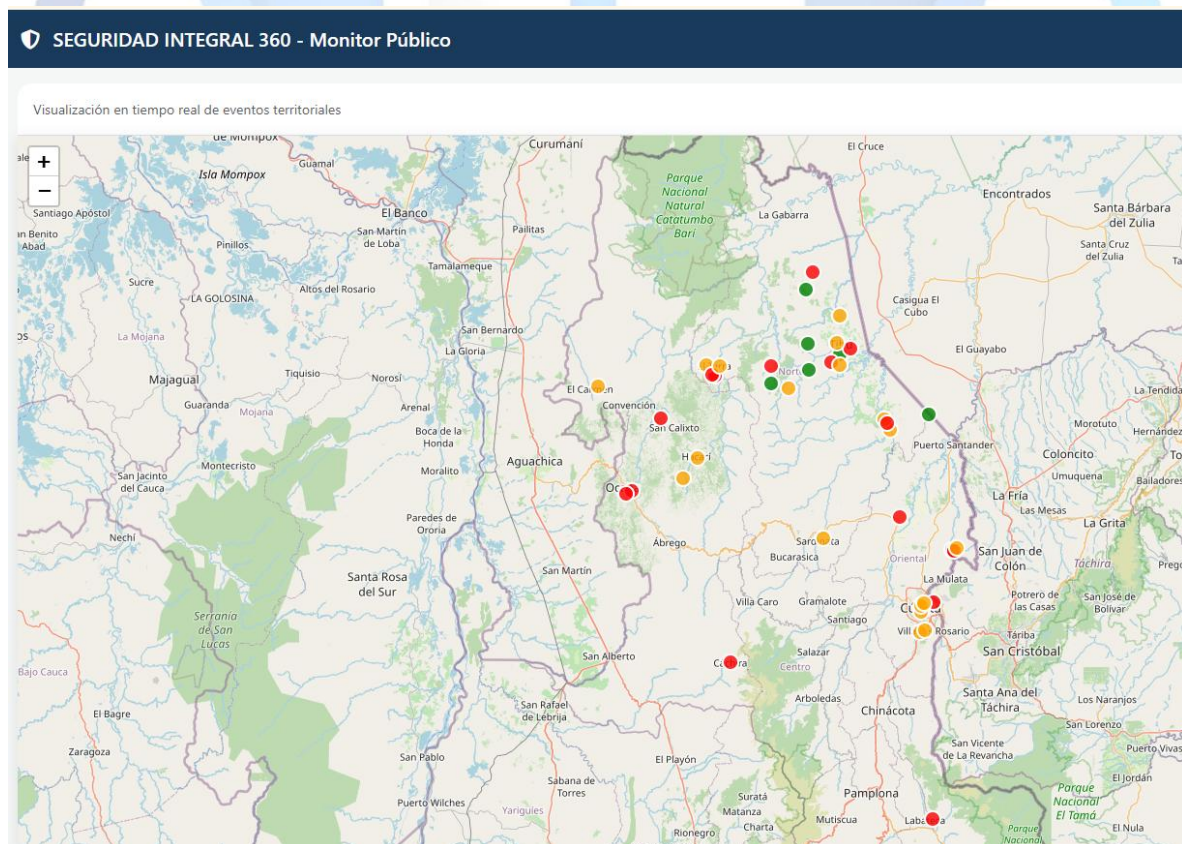 SEGURIDAD INTEGRAL 360 - Monitor Público
Visualización en tiempo real de eventos territoriales
+
−
de Mompox
Curumaní
El Cruce
Guamal
Isla Mompox
Parque
Nacional
Natural
Catatumbo
Barí
Encontrados
Santa Bárbara
del Zulia
Santiago Apóstol
El Banco
La Gabarra
San Martín
de Loba
Pailitas
Abad
Pinillos
Santa Cruz
del Zulia
Tamalameque
Sucre
Altos del Rosario
LA GOLOSINA
Casigua El
Cubo
San Bernardo
La Mojana
La Gloria
El Guayabo
Majagual
Tiquisio
Norosí
La Tendida
Guaranda
Mojana
Arenal
Convención
Morotuto
Hernández
Boca de la
Honda
San Calixto
Puerto Santander
Coloncito
Montecristo
Aguachica
San Jacinto
del Cauca
Moralito
Umuquena
Bailadores
La Fría
Las Mesas
Paredes de
Ororia
La Grita
Nechí
Ábrego
Bucarasica
Oriental
San Juan de
Colón
Táchira
San Martín
Santa Rosa
del Sur
La Mulata
Villa Caro
Gramalote
Potrero de
las Casas
San José de
Bolívar
Serranía
de San
Lucas
Santiago
Rosario
Táriba
San Cristóbal
San Alberto
Salazar
Centro
Bajo Cauca
Arboledas
Santa Ana del
Táchira
Los Naranjos
El Bagre
San Rafael
de Lebrija
Chinácota
San Lorenzo
Zaragoza
San Pablo
El Playón
San Vicente
de La Revancha
Puerto Vivas
Sabana de
Torres
El Jordán
Pamplona
Puerto Wilches
Yariguíes
Suratá
Matanza
Charta
Mutiscua
Parque
Nacional
El Tamá
Rionegro
Parque
Nacional
El Nula